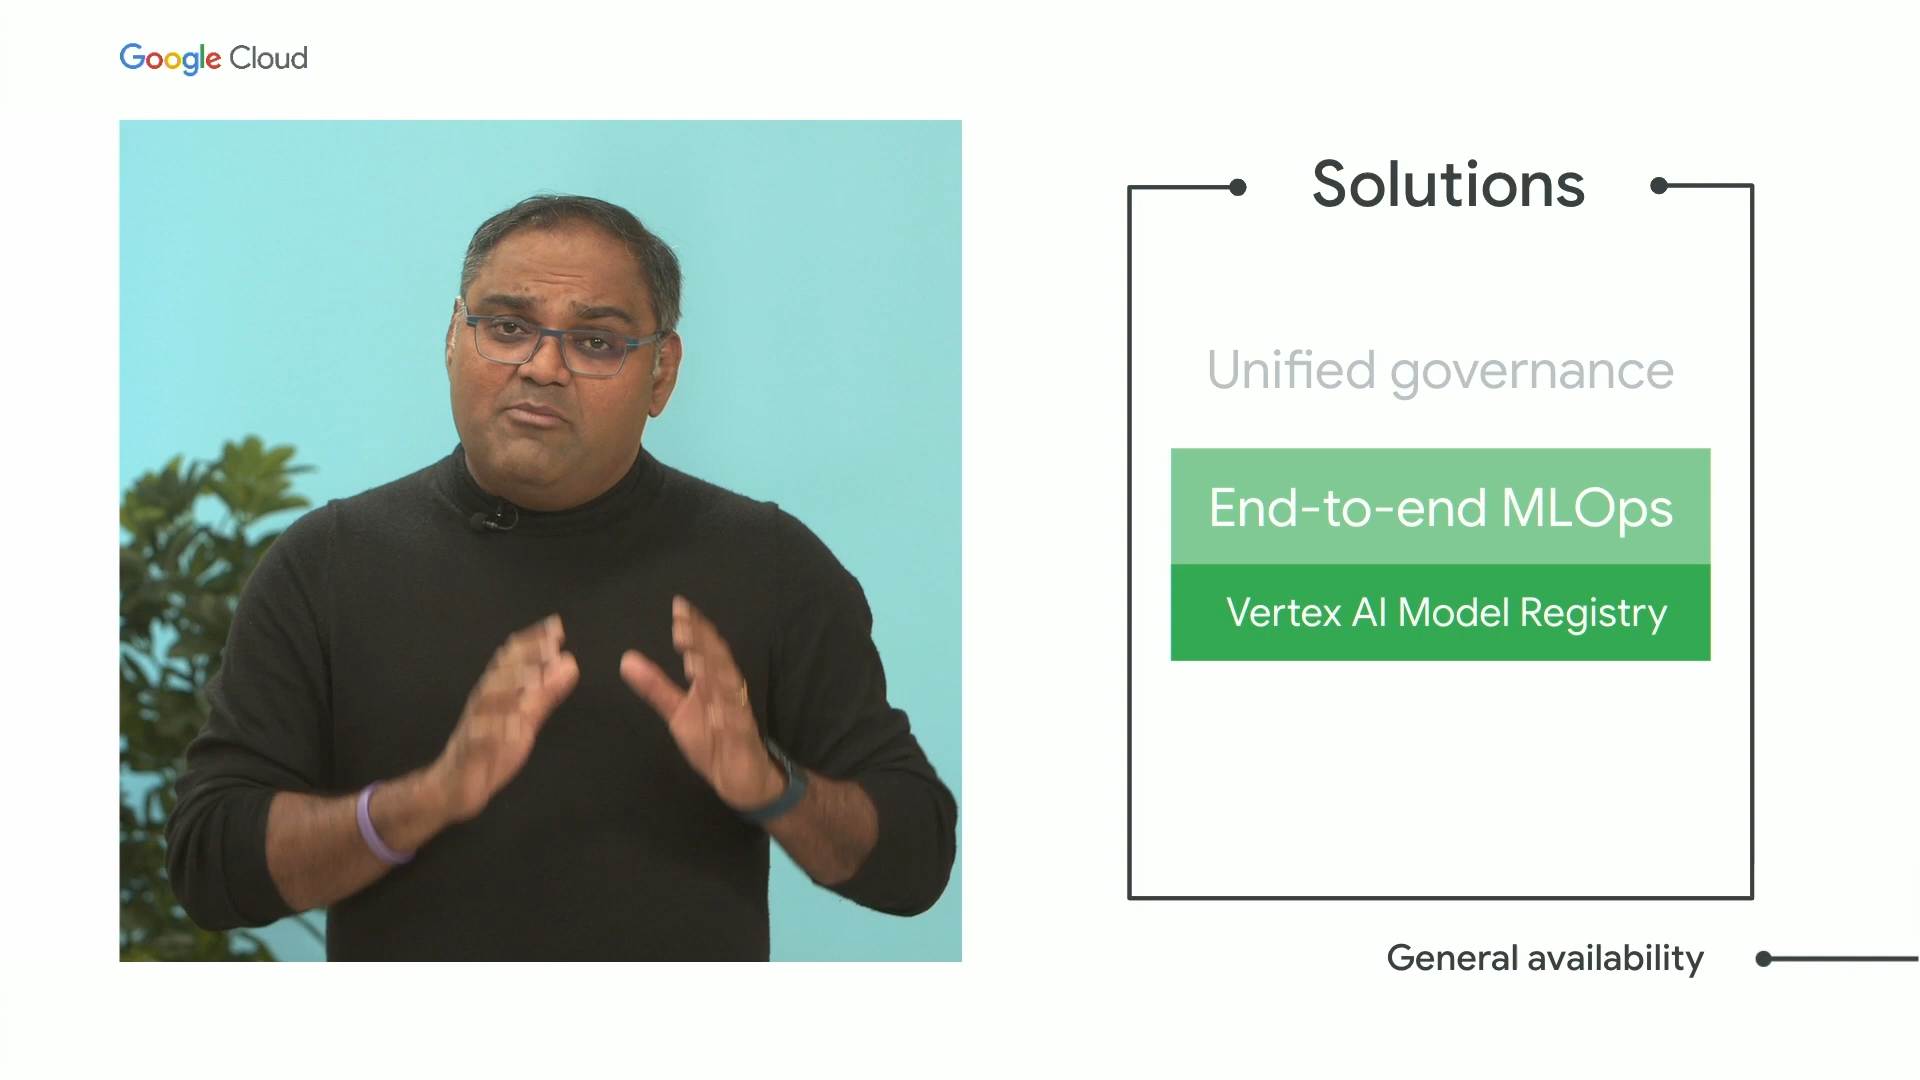 Google Cloud
Solutions
Unified governance
End-to-end MLOps
Vertex AI Model Registry
General availability